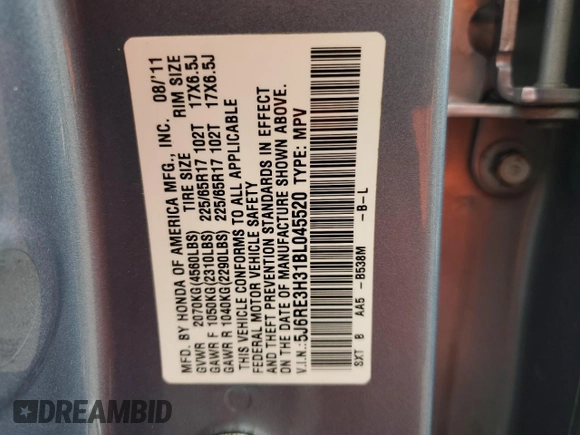 MFD. BY HONDA OF AMERICA MFG., INC. 08/'11
TIRE SIZE RIM SIZE
GVWR 2070KG(4560LBS)
GAWR F 1050KG(2310LBS) 225/65R17 102T 17X6.5J
GAWR R 1040KG(2290LBS) 225/65R17 102T 17X6.5J
THIS VEHICLE CONFORMS TO ALL APPLICABLE
FEDERAL MOTOR VEHICLE SAFETY
AND THEFT PREVENTION STANDARDS IN EFFECT
ON THE DATE OF MANUFACTURE SHOWN ABOVE.
V.I.N.:5J6RE3H31BL045520 TYPE: MPV
SXT B AA5 - B538M -B-L
DREAMBID